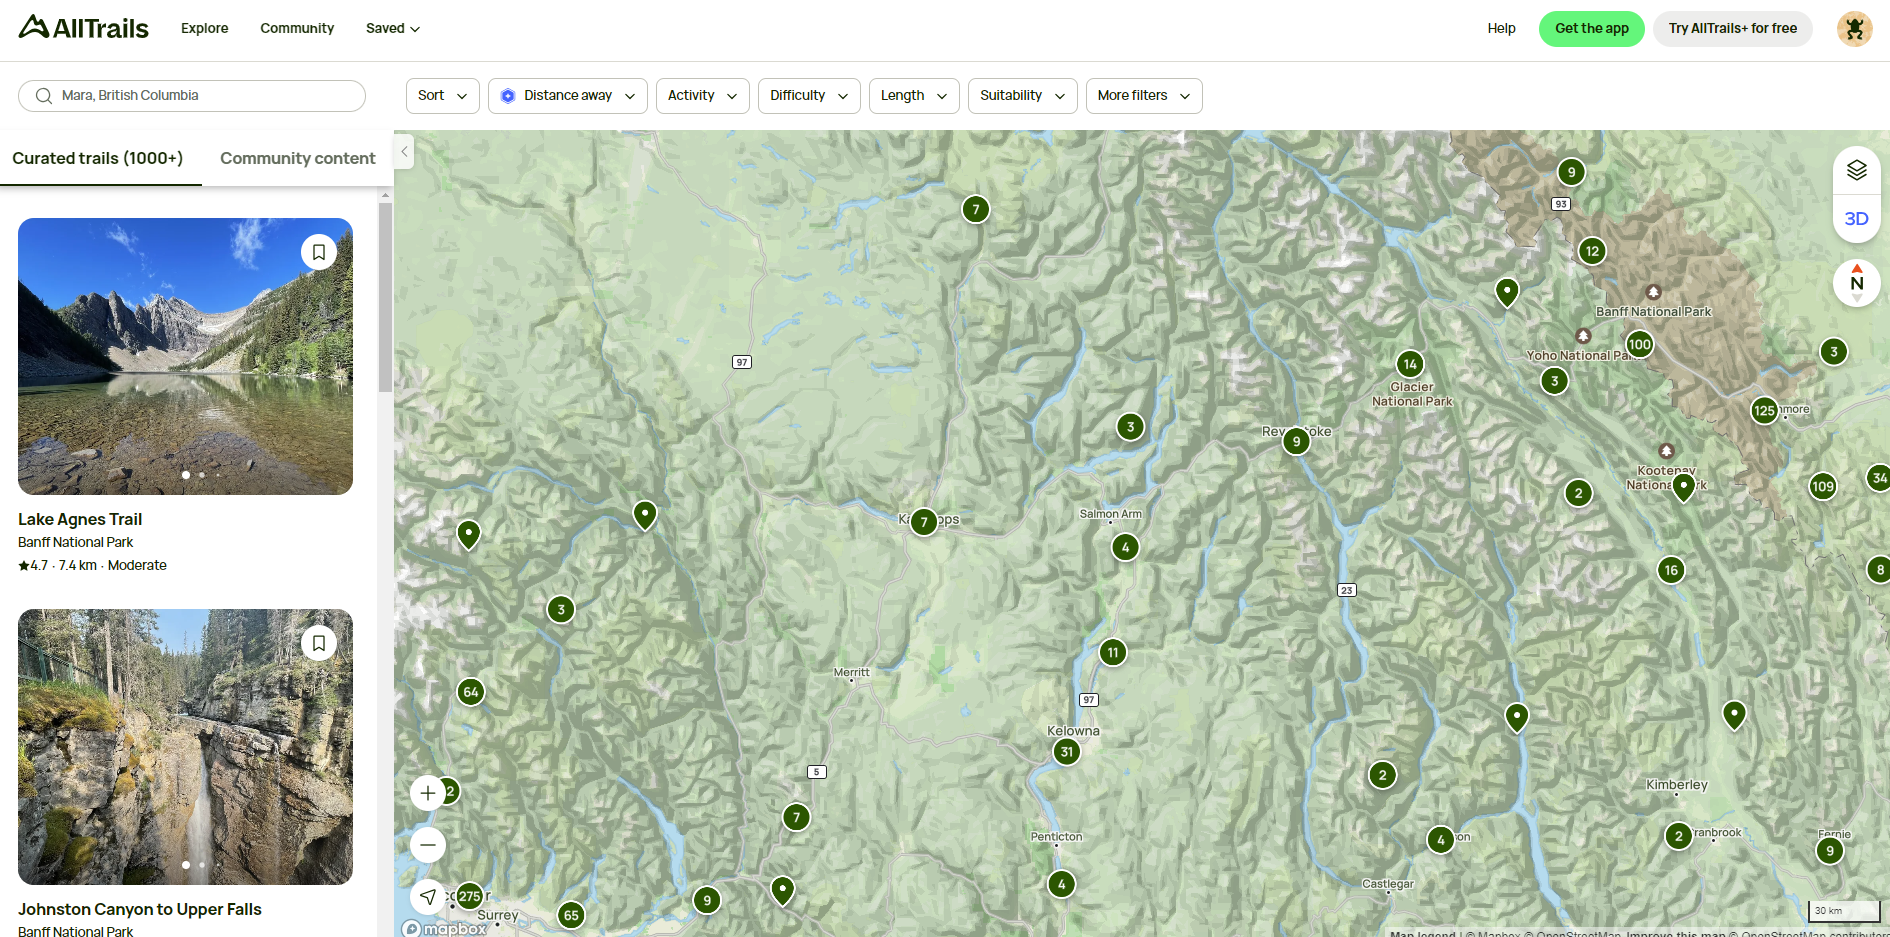 AllTrails
Explore
Community
Saved
Help
Get the app
Try AllTrails+ for free
Mara, British Columbia
Sort
Distance away
Activity
Difficulty
Length
Suitability
More filters
Curated trails (1000+)
Community content
Lake Agnes Trail
Banff National Park
4.7 · 7.4 km · Moderate
Johnston Canyon to Upper Falls
Banff National Park
9
93
7
12
3D
N
Banff National Park
100
Yoho National Pa
3
97
14
3
Glacier
National Park
125
nmore
3
9
Kootenay
National
rk
2
109
34
Salmon Arm
7
4
16
8
23
3
11
Merritt
64
97
Kelowna
31
5
2
2
Kimberley
7
Penticton
4
on
2
ranbrook
Fernie
9
4
Castlegar
275
9
65
Surrey
30 km
mapbox
Map legend | © Mapbox © OpenStreetMap Improve this map © OpenStreetMap contributors